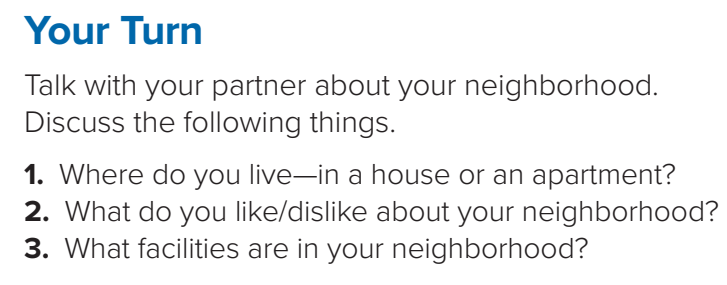 Your Turn
Talk with your partner about your neighborhood.
Discuss the following things.
1. Where do you live—in a house or an apartment?
2. What do you like/dislike about your neighborhood?
3. What facilities are in your neighborhood?